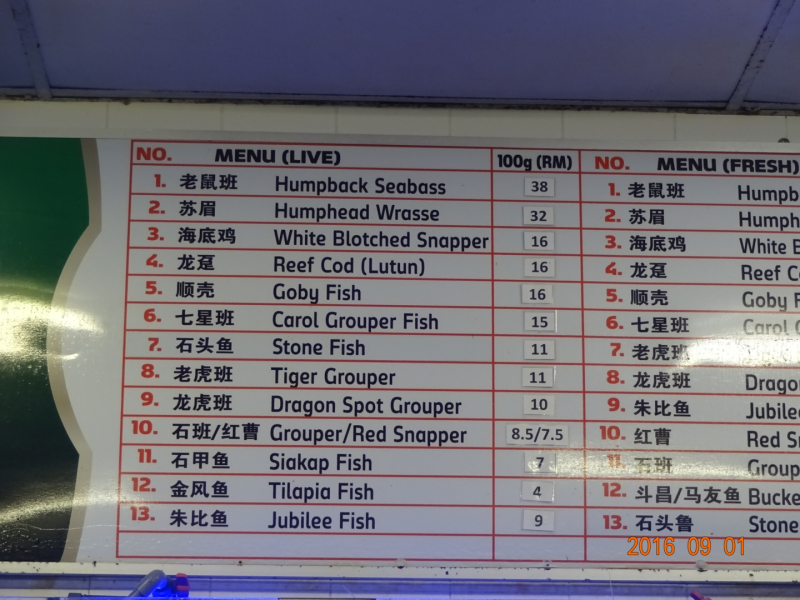 NO. MENU (LIVE) 100g (RM) NO. MENU (FRESH)
1. 老鼠班 Humpback Seabass 38 1. 老鼠班 Humpb
2. 苏眉 Humphead Wrasse 32 2. 苏眉 Humph
3. 海底鸡 White Blotched Snapper 16 3. 海底鸡 White B
4. 龙趸 Reef Cod (Lutun) 16 4. 龙趸 Reef C
5. 顺壳 Goby Fish 16 5. 顺壳 Goby F
6. 七星班 Carol Grouper Fish 15 6. 七星班 Carol G
7. 石头鱼 Stone Fish 11 7. 老虎班
8. 老虎班 Tiger Grouper 11 8. 龙虎班 Drago
9. 龙虎班 Dragon Spot Grouper 10 9. 朱比鱼 Jubile
10. 石班/红曹 Grouper/Red Snapper 8.5/7.5 10. 红曹 Red Sn
11. 石甲鱼 Siakap Fish 7 11. 石班 Group
12. 金风鱼 Tilapia Fish 4 12. 斗昌/马友鱼 Bucke
13. 朱比鱼 Jubilee Fish 9 13. 石头鲁 Stone
2016 09 01